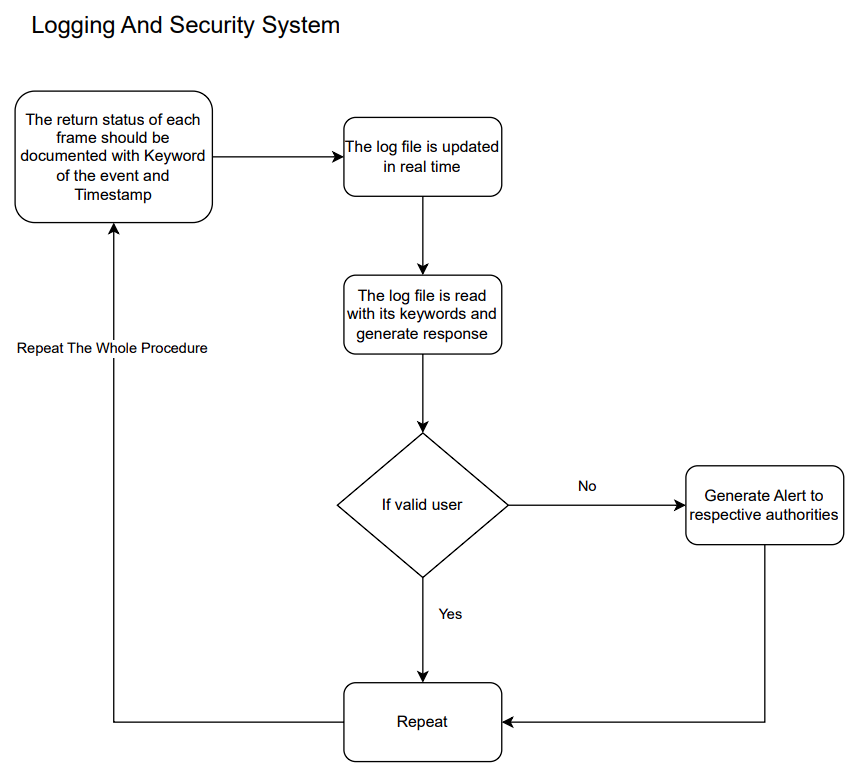 Logging And Security System
The return status of each
frame should be
documented with Keyword
of the event and
Timestamp
The log file is updated
in real time
The log file is read
with its keywords and
generate response
Repeat The Whole Procedure
If valid user
No
Generate Alert to
respective authorities
Yes
Repeat